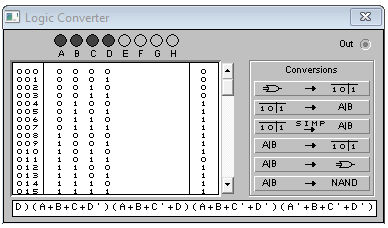 Logic Converter
Out
A B C D E F G H
000 0 0 0 0 0
001 0 0 0 1 0
002 0 0 1 0 0
003 0 0 1 1 0
004 0 1 0 0 1
005 0 1 0 1 1
006 0 1 1 0 1
007 0 1 1 1 1
008 1 0 0 0 1
009 1 0 0 1 1
010 1 0 1 0 1
011 1 0 1 1 0
012 1 1 0 0 1
013 1 1 0 1 1
014 1 1 1 0 1
015 1 1 1 1 1
Conversions
→ 1 0 | 1
1 0 | 1 → A|B
1 0 | 1 SIMP → A|B
A|B → 1 0 | 1
A|B →
A|B → NAND
D)(A+B+C+D')(A+B+C'+D)(A+B+C'+D')(A'+B+C'+D')